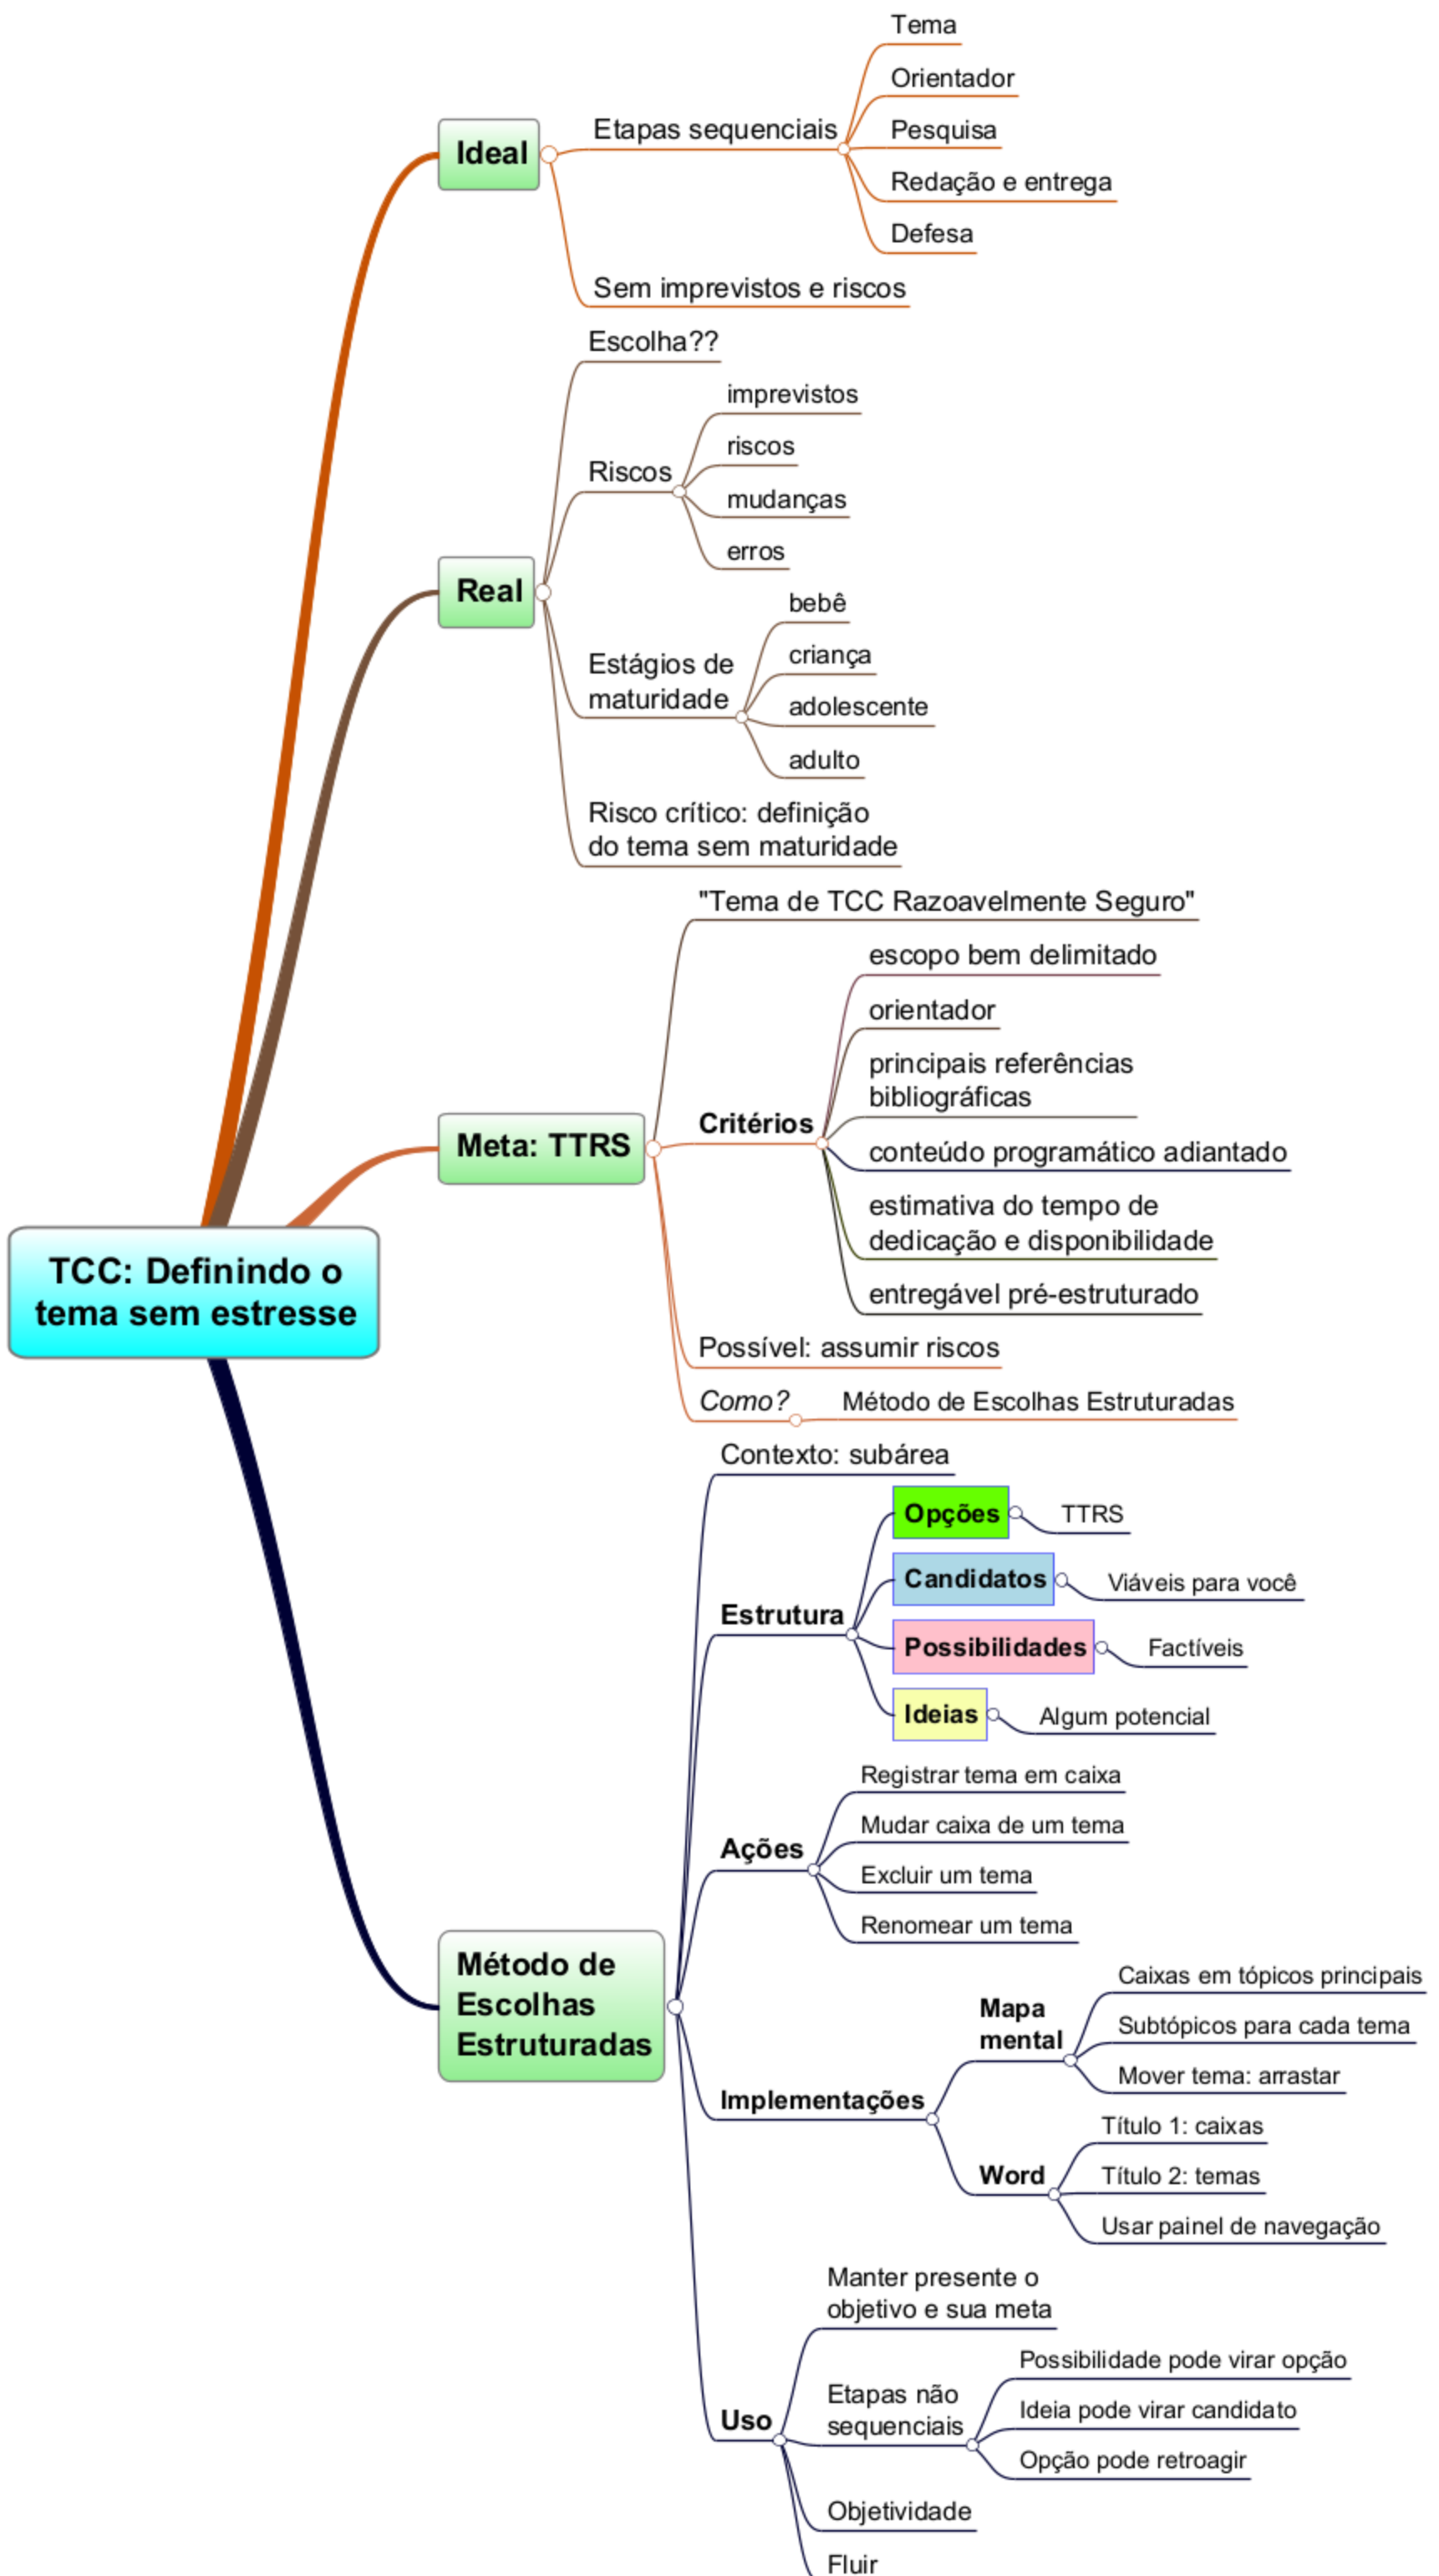 Tema
Orientador
Etapas sequenciais
Pesquisa
Ideal
Redação e entrega
Defesa
Sem imprevistos e riscos
Escolha??
imprevistos
riscos
Riscos
mudanças
erros
Real
bebê
criança
Estágios de
maturidade
adolescente
adulto
Risco crítico: definição
do tema sem maturidade
"Tema de TCC Razoavelmente Seguro"
escopo bem delimitado
orientador
principais referências
bibliográficas
Critérios
Meta: TTRS
conteúdo programático adiantado
estimativa do tempo de
dedicação e disponibilidade
entregável pré-estruturado
TCC: Definindo o
tema sem estresse
Possível: assumir riscos
Como?
Método de Escolhas Estruturadas
Contexto: subárea
Opções
TTRS
Candidatos
Viáveis para você
Estrutura
Possibilidades
Factíveis
Ideias
Algum potencial
Registrar tema em caixa
Mudar caixa de um tema
Ações
Excluir um tema
Renomear um tema
Método de
Escolhas
Estruturadas
Caixas em tópicos principais
Mapa
mental
Subtópicos para cada tema
Mover tema: arrastar
Implementações
Título 1: caixas
Word
Título 2: temas
Usar painel de navegação
Manter presente o
objetivo e sua meta
Possibilidade pode virar opção
Etapas não
sequenciais
Ideia pode virar candidato
Uso
Opção pode retroagir
Objetividade
Fluir